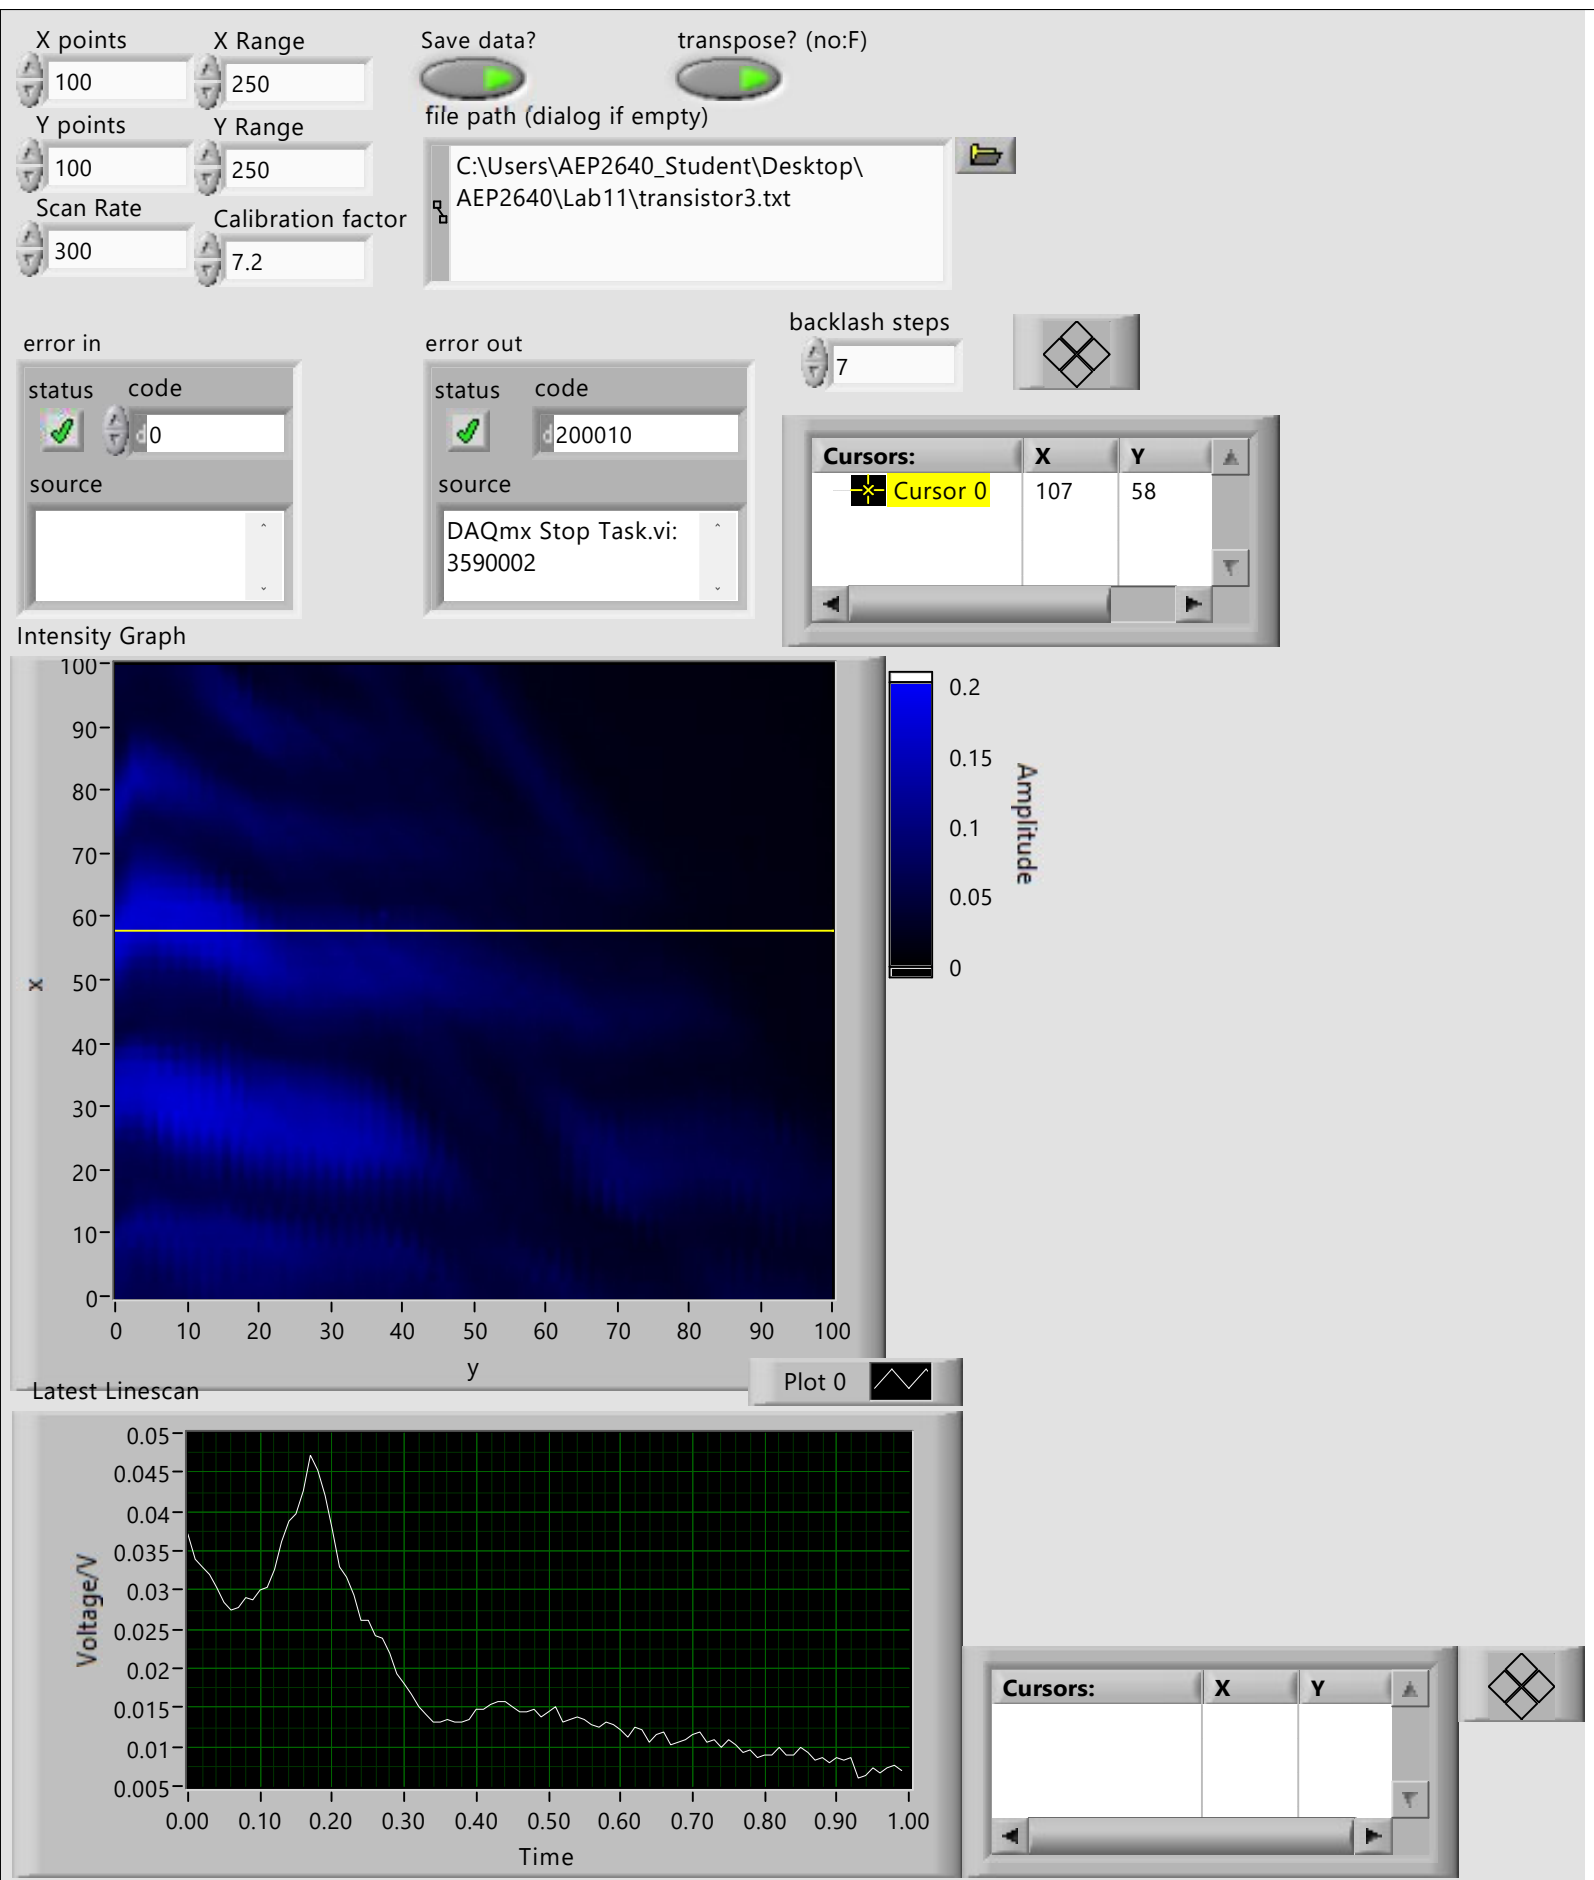 X points
X Range
Save data?
transpose? (no:F)
100
250
file path (dialog if empty)
Y points
Y Range
100
250
C:\Users\AEP2640_Student\Desktop\
AEP2640\Lab11\transistor3.txt
Scan Rate
Calibration factor
300
7.2
error in
error out
backlash steps
7
status
code
d0
source
status
code
d200010
source
DAQmx Stop Task.vi:
3590002
Cursors:
X
Y
Cursor 0
107
58
Intensity Graph
100
90
80
70
60
50
40
30
20
10
0
x
0
10
20
30
40
50
60
70
80
90
100
y
0.2
0.15
0.1
0.05
0
Amplitude
Latest Linescan
Plot 0
0.05
0.045
0.04
0.035
0.03
0.025
0.02
0.015
0.01
0.005
Voltage/V
0.00
0.10
0.20
0.30
0.40
0.50
0.60
0.70
0.80
0.90
1.00
Time
Cursors:
X
Y